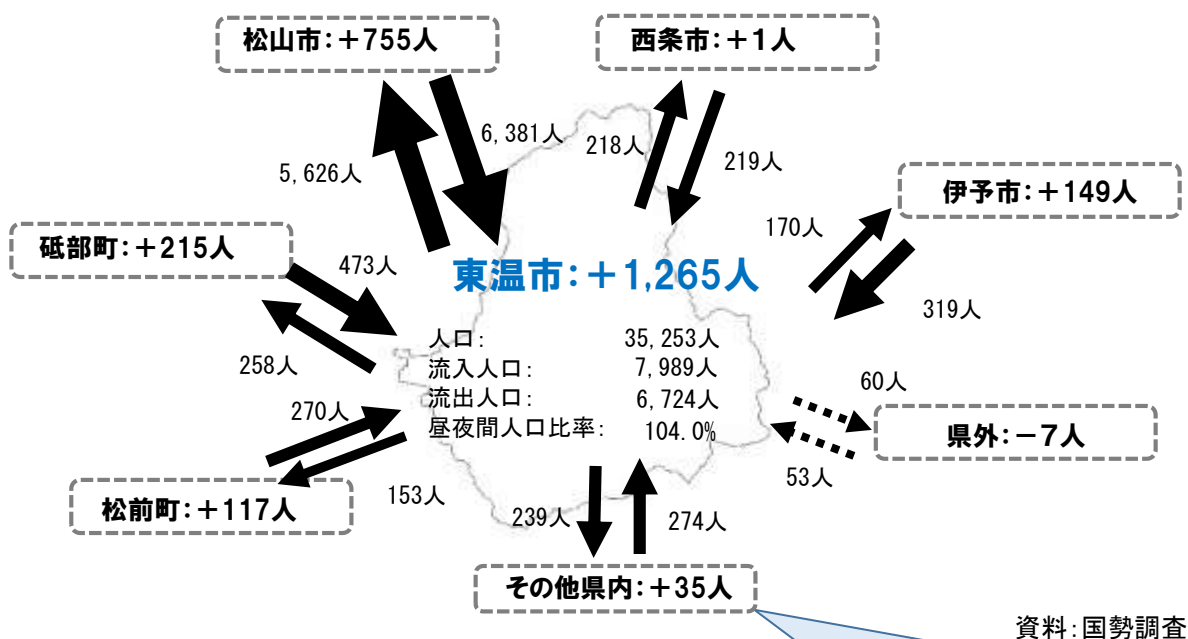 松山市:+755人
西条市:+1人
6,381人
218人
5,626人
219人
伊予市:+149人
170人
砥部町:+215人
473人
東温市:+1,265人
319人
258人
人口: 35,253人
流入人口: 7,989人
流出人口: 6,724人
昼夜間人口比率: 104.0%
60人
270人
県外:-7人
53人
153人
松前町:+117人
239人
274人
その他県内:+35人
資料:国勢調査